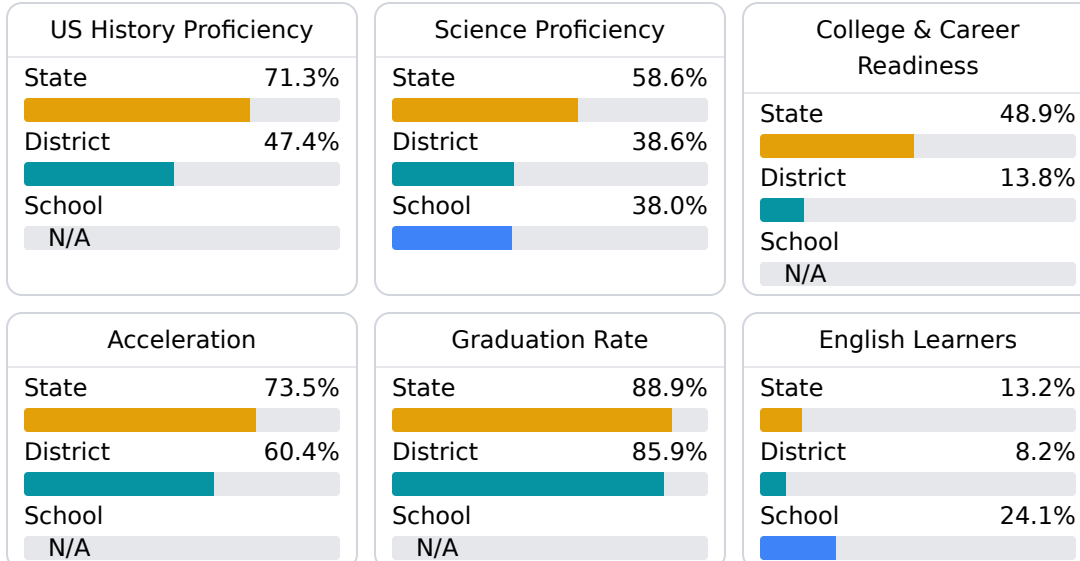 US History Proficiency
State 71.3%
District 47.4%
School
N/A
Science Proficiency
State 58.6%
District 38.6%
School 38.0%
College & Career
Readiness
State 48.9%
District 13.8%
School
N/A
Acceleration
State 73.5%
District 60.4%
School
N/A
Graduation Rate
State 88.9%
District 85.9%
School
N/A
English Learners
State 13.2%
District 8.2%
School 24.1%